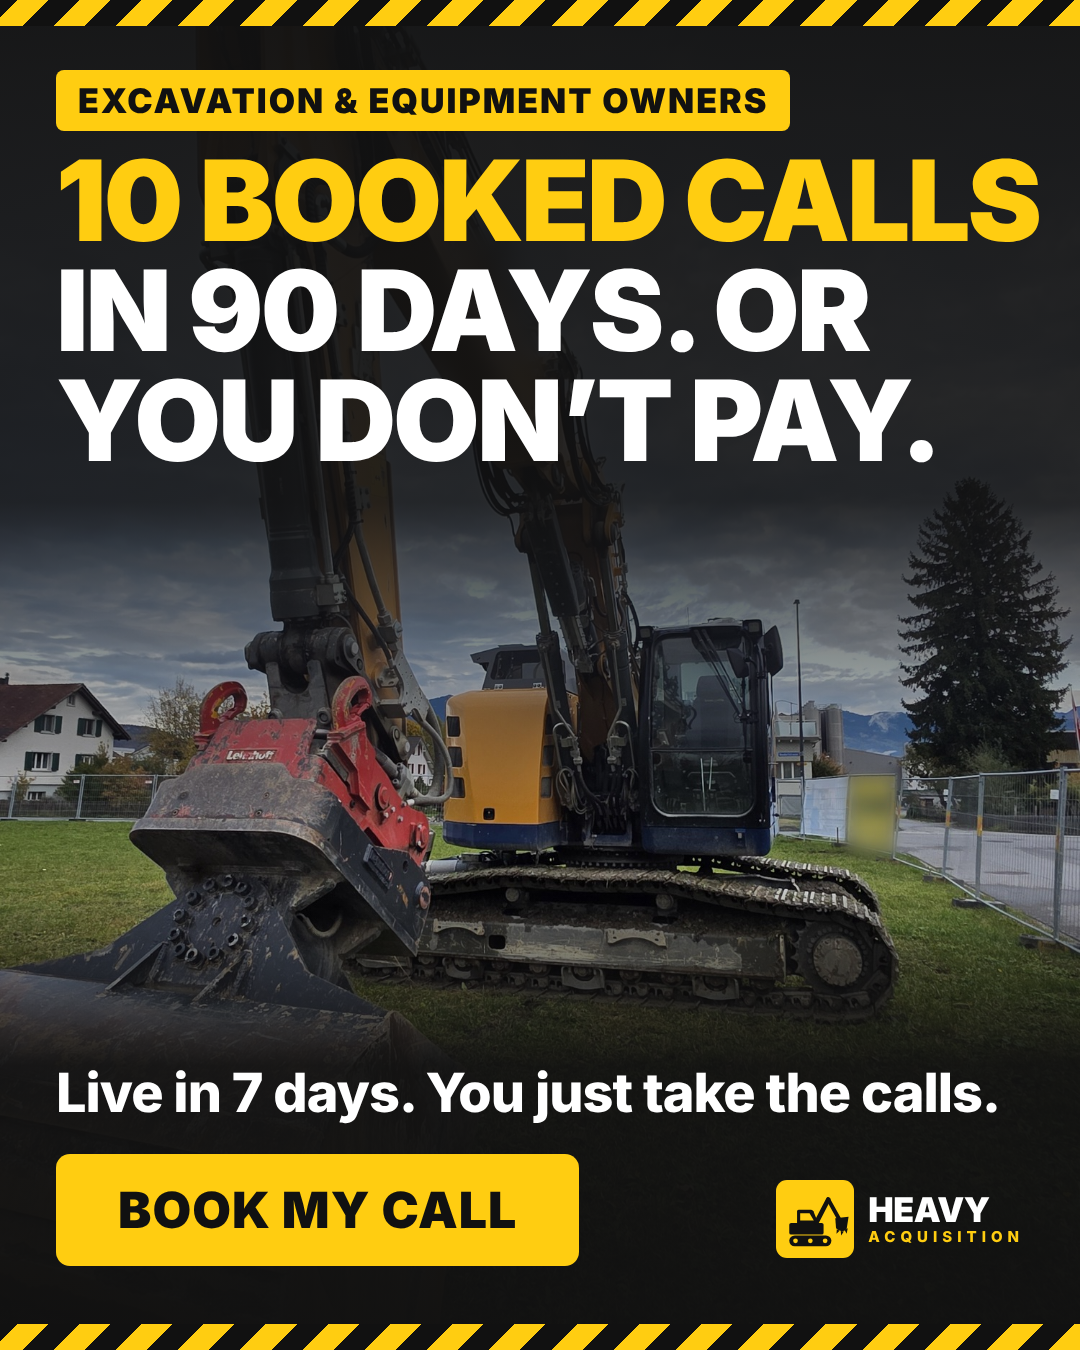 EXCAVATION & EQUIPMENT OWNERS
10 BOOKED CALLS
IN 90 DAYS. OR
YOU DON’T PAY.
Lehnhoff
Live in 7 days. You just take the calls.
BOOK MY CALL
HEAVY
ACQUISITION